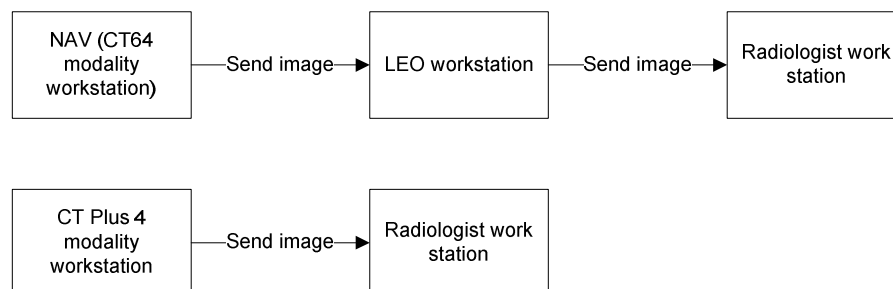 NAV (CT64
modality
workstation)
Send image
LEO workstation
Send image
Radiologist work
station
CT Plus 4
modality
workstation
Send image
Radiologist work
station